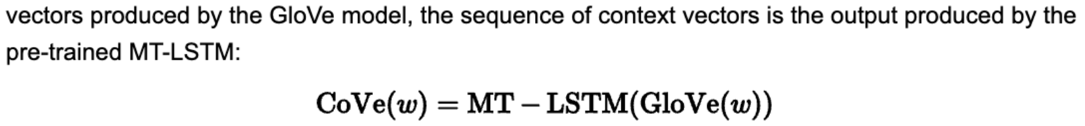 vectors produced by the GloVe model, the sequence of context vectors is the output produced by the
pre-trained MT-LSTM:
CoVe(w) = MT – LSTM(GloVe(w))